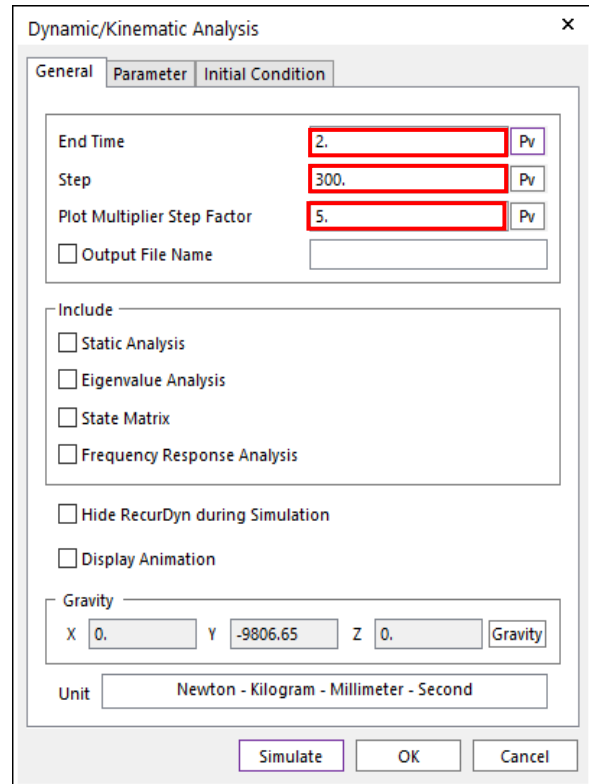 Dynamic/Kinematic Analysis
General Parameter Initial Condition
End Time 2. Pv
Step 300. Pv
Plot Multiplier Step Factor 5. Pv
Output File Name
Include
Static Analysis
Eigenvalue Analysis
State Matrix
Frequency Response Analysis
Hide RecurDyn during Simulation
Display Animation
Gravity
X 0. Y -9806.65 Z 0. Gravity
Unit Newton - Kilogram - Millimeter - Second
Simulate OK Cancel